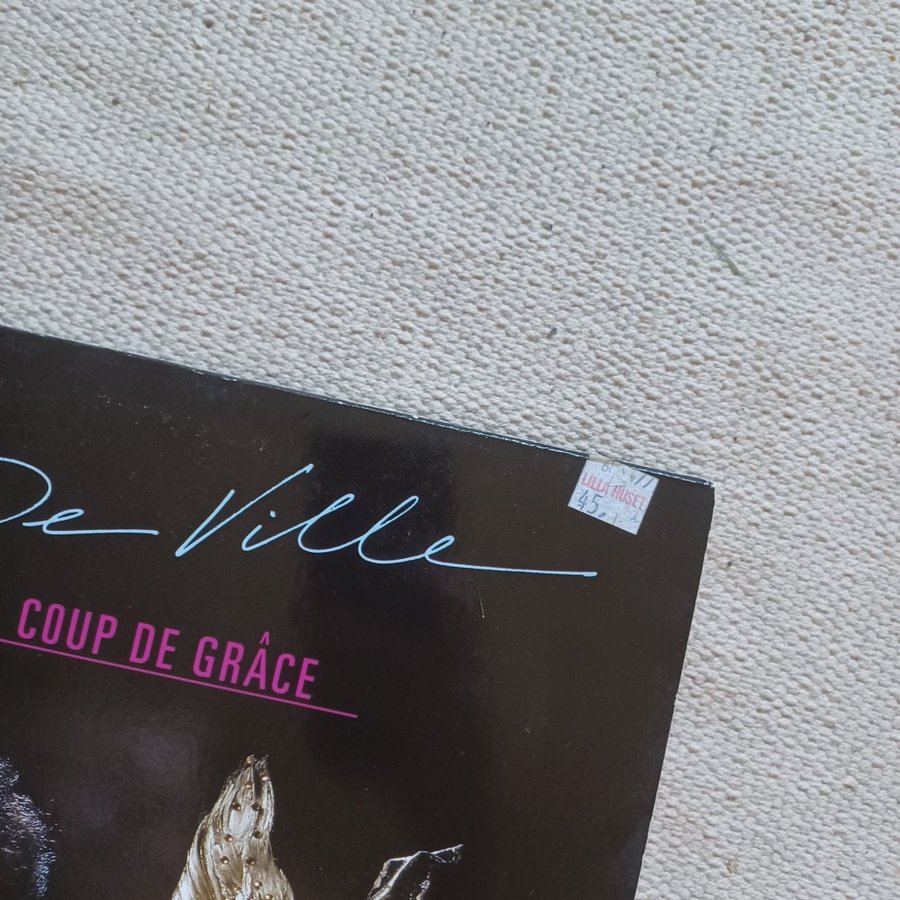 De Ville
COUP DE GRÂCE
LILLA HUSET
45,